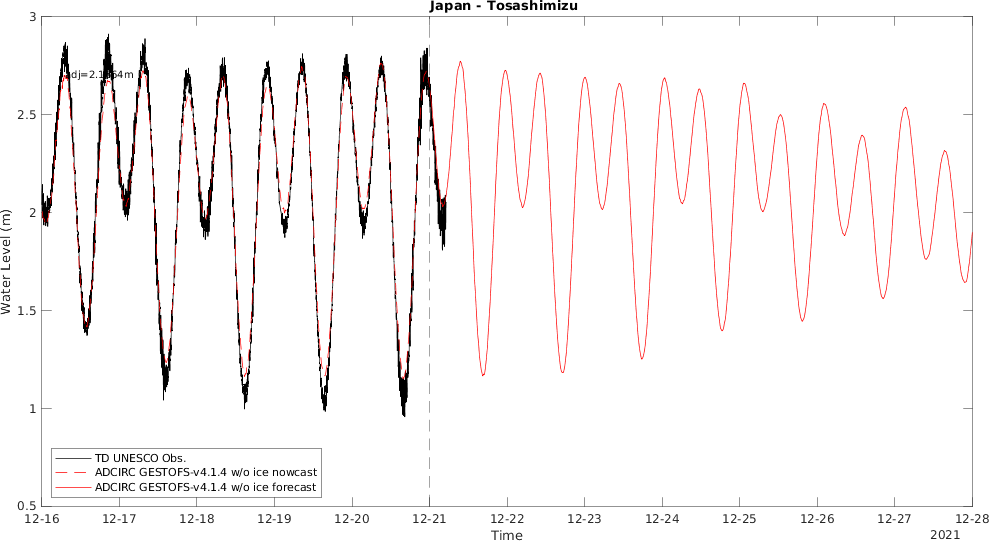 Japan - Tosashimizu
3
2.5
2
1.5
1
0.5
Water Level (m)
TD UNESCO Obs.
ADCIRC GESTOFS-v4.1.4 w/o ice nowcast
ADCIRC GESTOFS-v4.1.4 w/o ice forecast
12-16 12-17 12-18 12-19 12-20 12-21 12-22 12-23 12-24 12-25 12-26 12-27 12-28
Time
2021